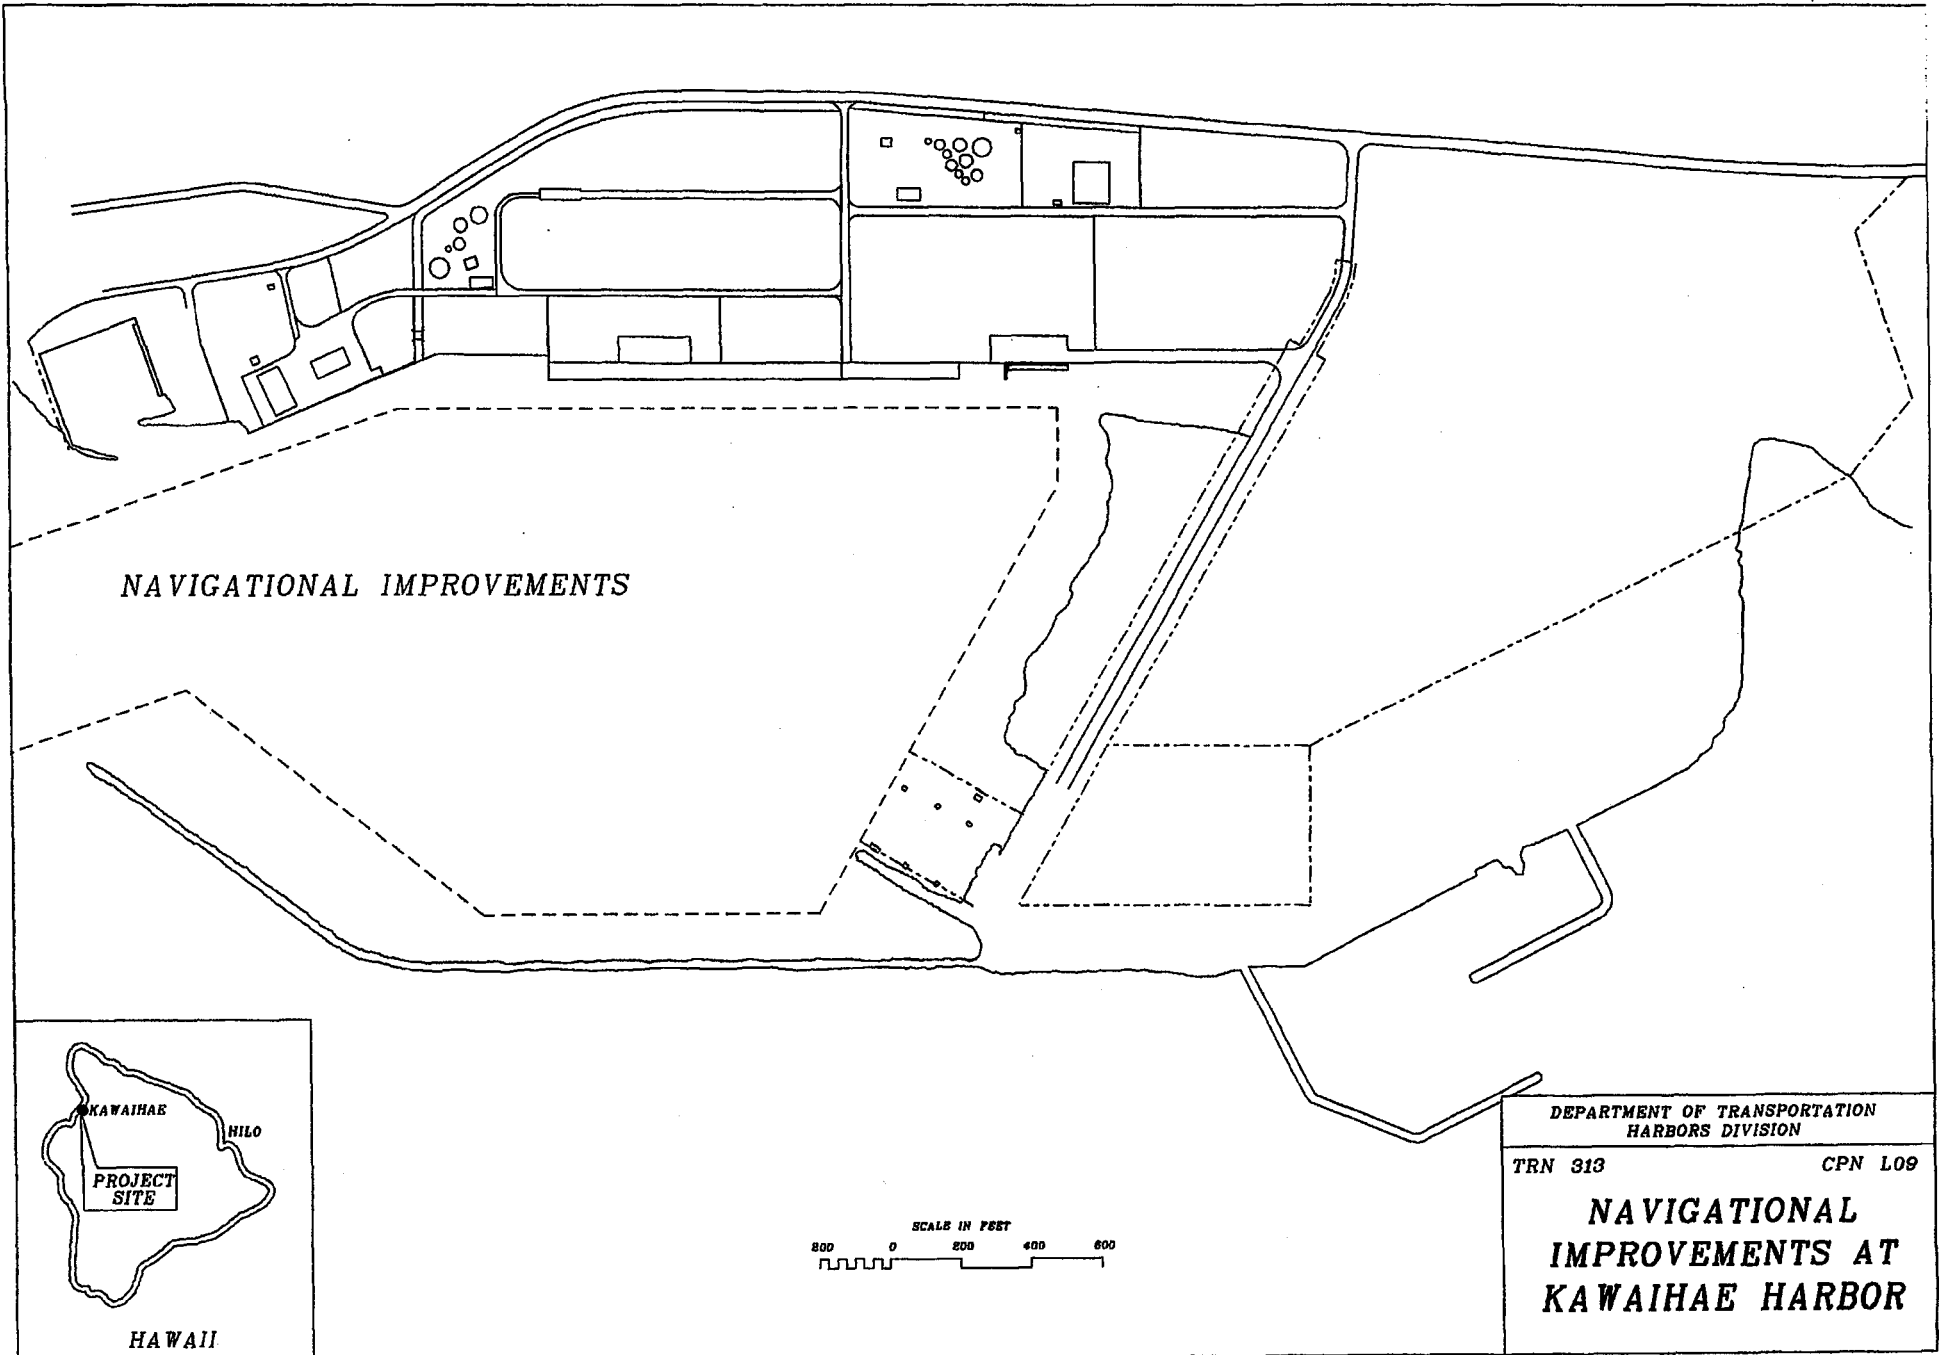 NAVIGATIONAL IMPROVEMENTS
KAWAIHAE
HILO
PROJECT
SITE
HAWAII
SCALE IN FEET
200 0 200 400 600
DEPARTMENT OF TRANSPORTATION
HARBORS DIVISION
TRN 313 CPN L09
NAVIGATIONAL
IMPROVEMENTS AT
KAWAIHAE HARBOR